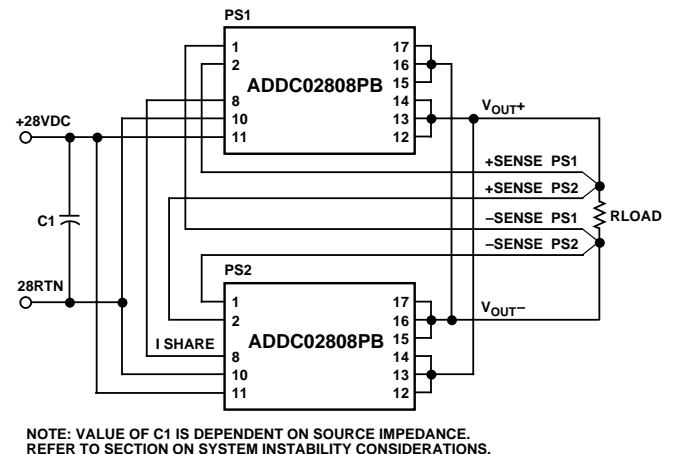 PS1
1
2
8
10
11
ADDC02808PB
17
16
15
14
13
12
+28VDC
C1
28RTN
VOUT+
+SENSE PS1
+SENSE PS2
–SENSE PS1
–SENSE PS2
RLOAD
PS2
I SHARE
1
2
8
10
11
ADDC02808PB
17
16
15
14
13
12
VOUT–
NOTE: VALUE OF C1 IS DEPENDENT ON SOURCE IMPEDANCE.
REFER TO SECTION ON SYSTEM INSTABILITY CONSIDERATIONS.